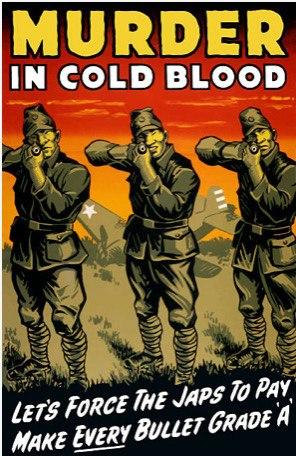 MURDER
IN COLD BLOOD
LET'S FORCE THE JAPS TO PAY
MAKE EVERY BULLET GRADE 'A'